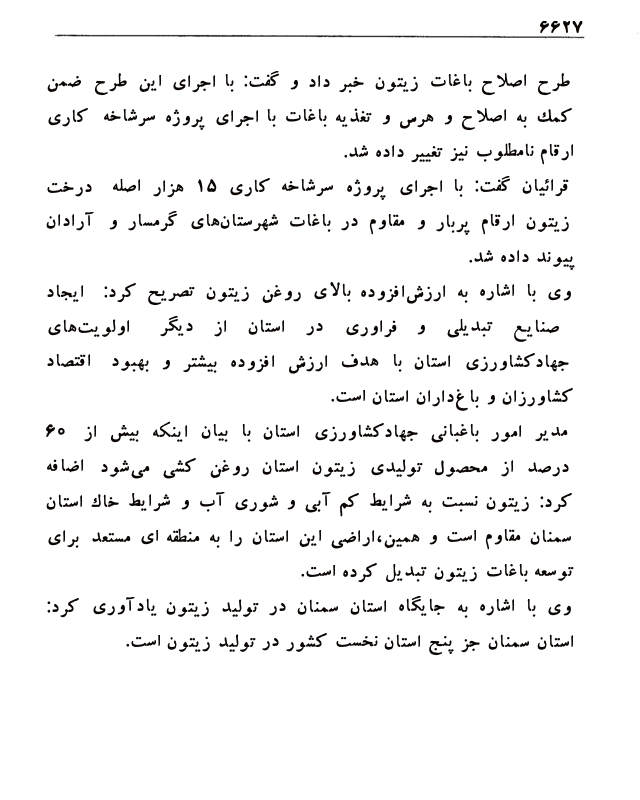 ۶۶۲۷
طرح اصلاح باغات زیتون خبر داد و گفت: با اجرای این طرح ضمن
کمك به اصلاح و هرس و تغذیه باغات با اجرای پروژه سرشاخه کاری
ارقام نامطلوب نیز تغییر داده شد.
قرائیان گفت: با اجرای پروژه سرشاخه کاری ۱۵ هزار اصله درخت
زیتون ارقام پربار و مقاوم در باغات شهرستان‌های گرمسار و آرادان
پیوند داده شد.
وی با اشاره به ارزش‌افزوده بالای روغن زیتون تصریح کرد: ایجاد
صنایع تبدیلی و فراوری در استان از دیگر اولویت‌های
جهادکشاورزی استان با هدف ارزش افزوده بیشتر و بهبود اقتصاد
کشاورزان و باغ‌داران استان است.
مدیر امور باغبانی جهادکشاورزی استان با بیان اینکه بیش از ۶۰
درصد از محصول تولیدی زیتون استان روغن کشی می‌شود اضافه
کرد: زیتون نسبت به شرایط کم آبی و شوری آب و شرایط خاك استان
سمنان مقاوم است و همین،اراضی این استان را به منطقه ای مستعد برای
توسعه باغات زیتون تبدیل کرده است.
وی با اشاره به جایگاه استان سمنان در تولید زیتون یادآوری کرد:
استان سمنان جز پنج استان نخست کشور در تولید زیتون است.